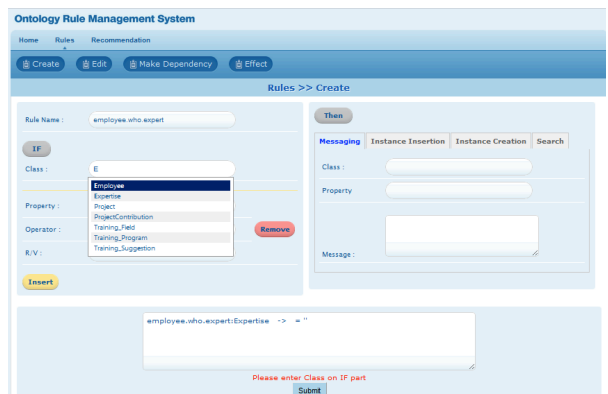 Ontology Rule Management System
Home Rules Recommendation
Create Edit Make Dependency Effect
Rules >> Create
Rule Name : employee.who.expert
IF
Class : E
Employee
Expertise
Project
ProjectContribution
Training_Field
Training_Program
Training_Suggestion
Property :
Operator :
Remove
R/V :
Insert
Then
Messaging Instance Insertion Instance Creation Search
Class :
Property
Message :
employee.who.expert:Expertise -> = ''
Please enter Class on IF part
Submit